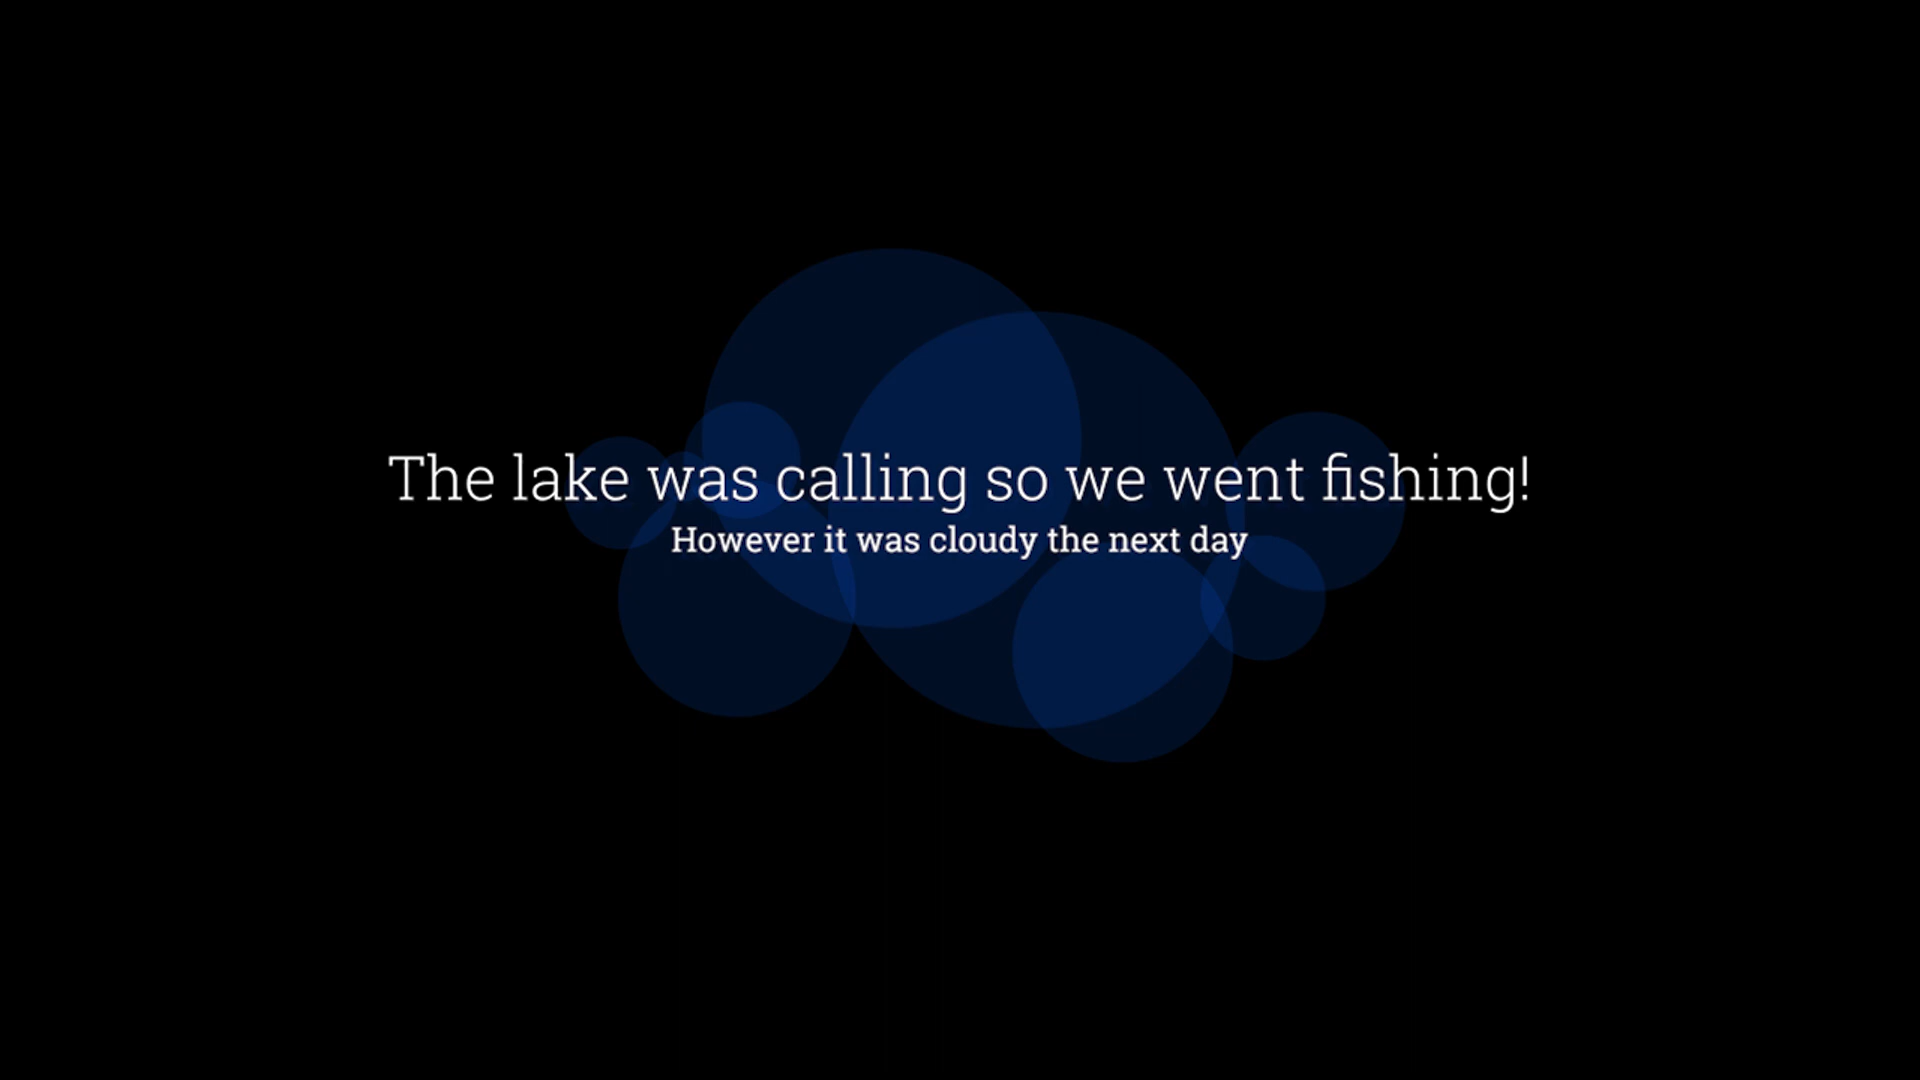 The lake was calling so we went fishing!
However it was cloudy the next day